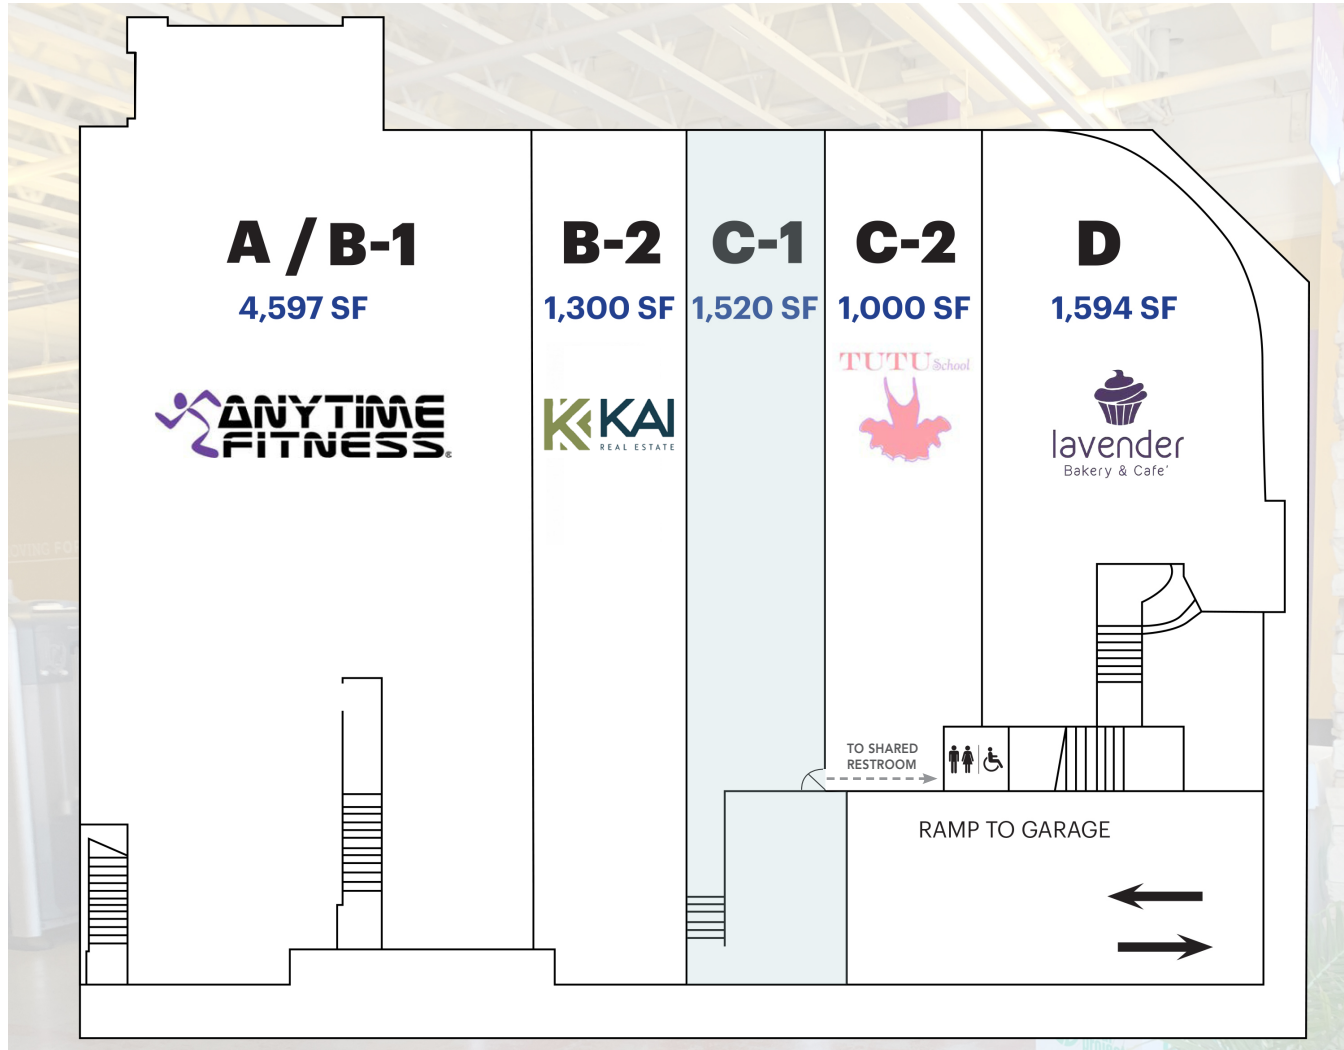 A / B-1
4,597 SF
ANYTIME
FITNESS®
B-2
1,300 SF
KAI
REAL ESTATE
C-1
1,520 SF
C-2
1,000 SF
TUTU School
D
1,594 SF
lavender
Bakery & Cafe'
TO SHARED
RESTROOM
RAMP TO GARAGE